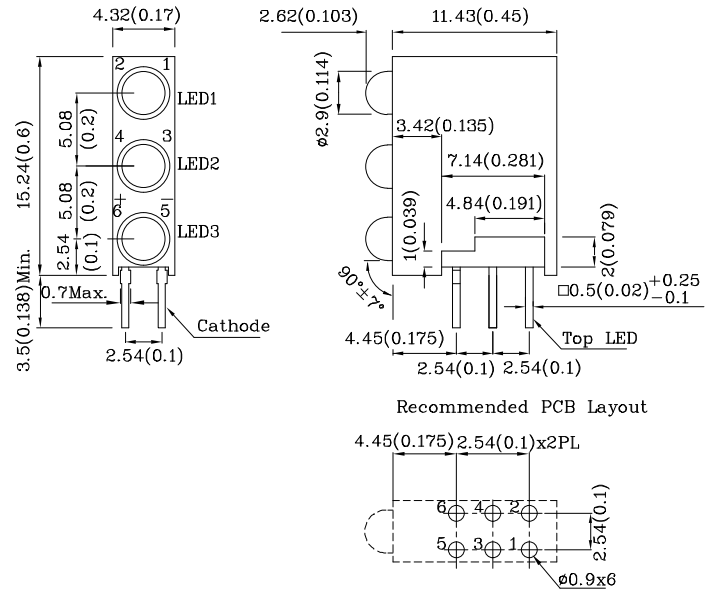 4.32(0.17)
2.62(0.103)
11.43(0.45)
2 1
LED1
ø2.9(0.114)
3.42(0.135)
15.24(0.6)
5.08
(0.2)
4 3
LED2
7.14(0.281)
4.84(0.191)
5.08
(0.2)
+ −
6 5
LED3
1(0.039)
2(0.079)
2.54
(0.1)
90°±7°
□0.5(0.02) +0.25
−0.1
0.7Max.
3.5(0.138)Min.
Cathode
Top LED
2.54(0.1)
4.45(0.175)
2.54(0.1)
2.54(0.1)
Recommended PCB Layout
4.45(0.175)
2.54(0.1)x2PL
6 4 2
5 3 1
2.54(0.1)
ø0.9x6